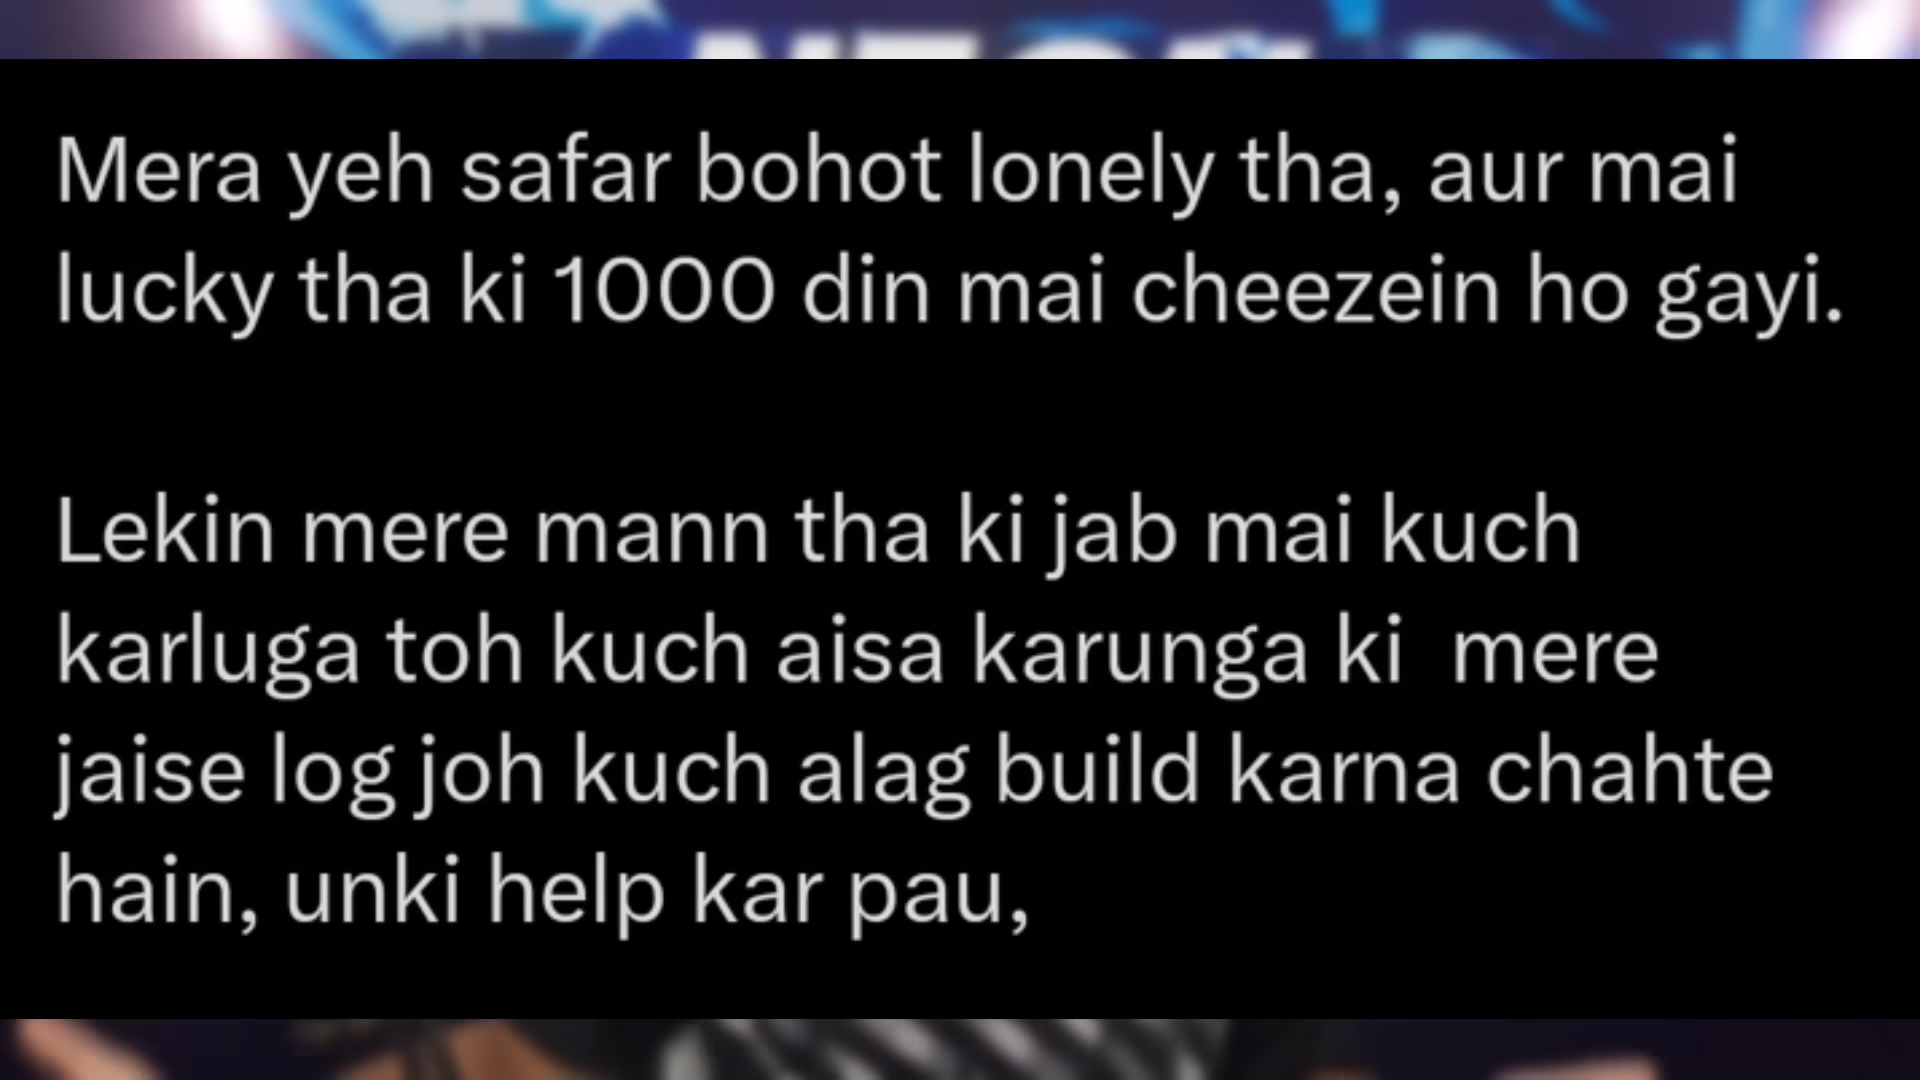 Mera yeh safar bohot lonely tha, aur mai
lucky tha ki 1000 din mai cheezein ho gayi.
Lekin mere mann tha ki jab mai kuch
karluga toh kuch aisa karunga ki  mere
jaise log joh kuch alag build karna chahte
hain, unki help kar pau,